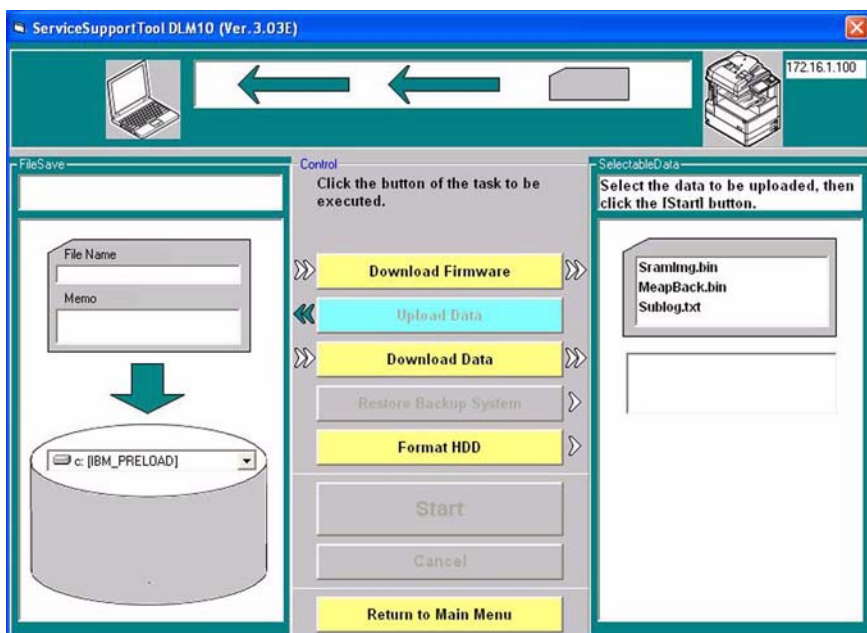 ServiceSupportTool DLM10 (Ver.3.03E)
172.16.1.100
FileSave
File Name
Memo
c: [IBM_PRELOAD]
Control
Click the button of the task to be
executed.
Download Firmware
Upload Data
Download Data
Restore Backup System
Format HDD
Start
Cancel
Return to Main Menu
SelectableData
Select the data to be uploaded, then
click the [Start] button.
SramImg.bin
MeapBack.bin
Sublog.txt